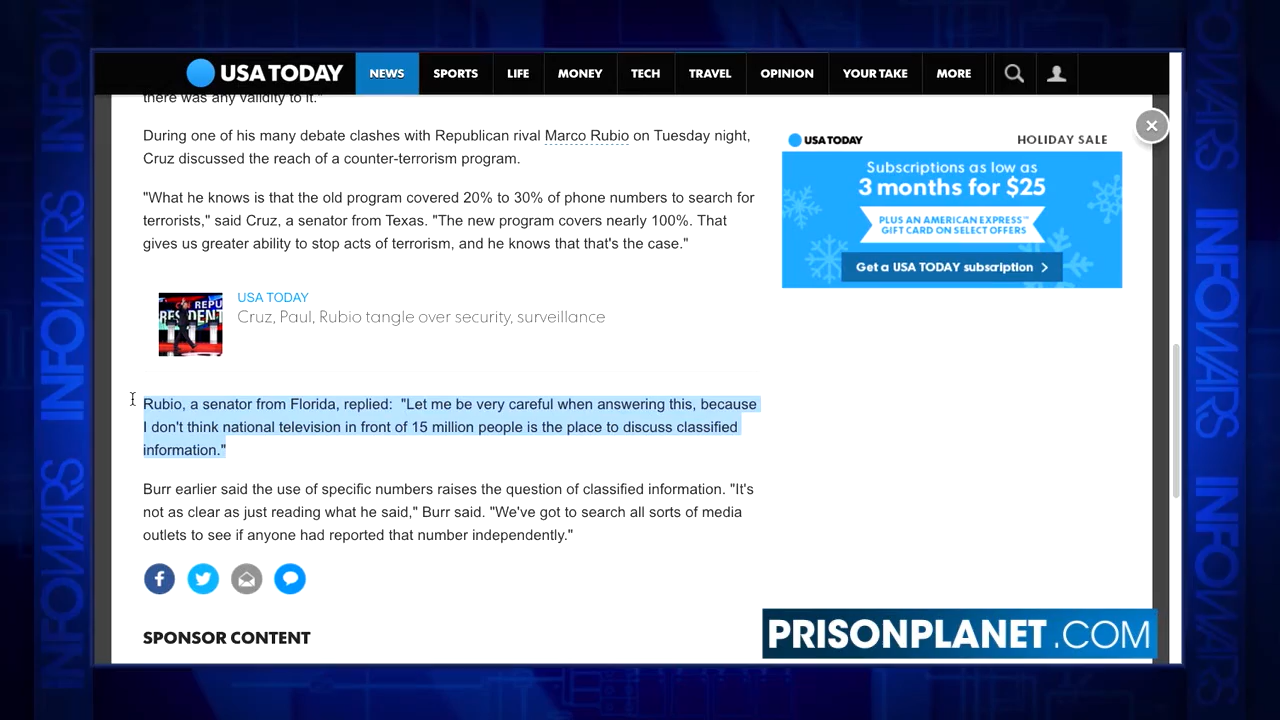 USA TODAY
NEWS SPORTS LIFE MONEY TECH TRAVEL OPINION YOUR TAKE MORE
there was any validity to it."
During one of his many debate clashes with Republican rival Marco Rubio on Tuesday night,
Cruz discussed the reach of a counter-terrorism program.
"What he knows is that the old program covered 20% to 30% of phone numbers to search for
terrorists," said Cruz, a senator from Texas. "The new program covers nearly 100%. That
gives us greater ability to stop acts of terrorism, and he knows that that's the case."
USA TODAY
Cruz, Paul, Rubio tangle over security, surveillance
Rubio, a senator from Florida, replied:  "Let me be very careful when answering this, because
I don't think national television in front of 15 million people is the place to discuss classified
information."
Burr earlier said the use of specific numbers raises the question of classified information. "It's
not as clear as just reading what he said," Burr said. "We've got to search all sorts of media
outlets to see if anyone had reported that number independently."
SPONSOR CONTENT
USA TODAY
HOLIDAY SALE
Subscriptions as low as
3 months for $25
PLUS AN AMERICAN EXPRESS™
GIFT CARD ON SELECT OFFERS
Get a USA TODAY subscription >
PRISONPLANET.COM
INFOWARS
INFOWARS
INFOWARS
INFOWARS